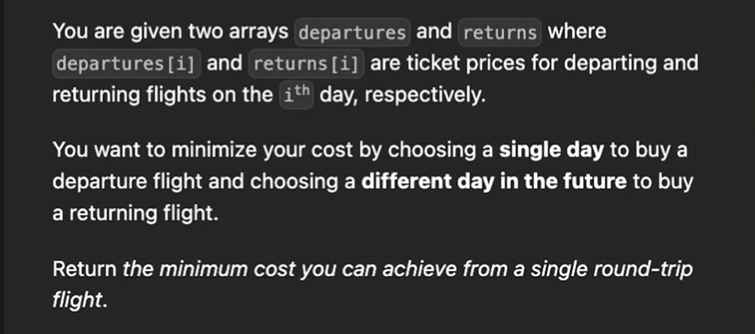 You are given two arrays departures and returns where
departures[i] and returns[i] are ticket prices for departing and
returning flights on the iᵗʰ day, respectively.
You want to minimize your cost by choosing a single day to buy a
departure flight and choosing a different day in the future to buy
a returning flight.
Return the minimum cost you can achieve from a single round-trip
flight.